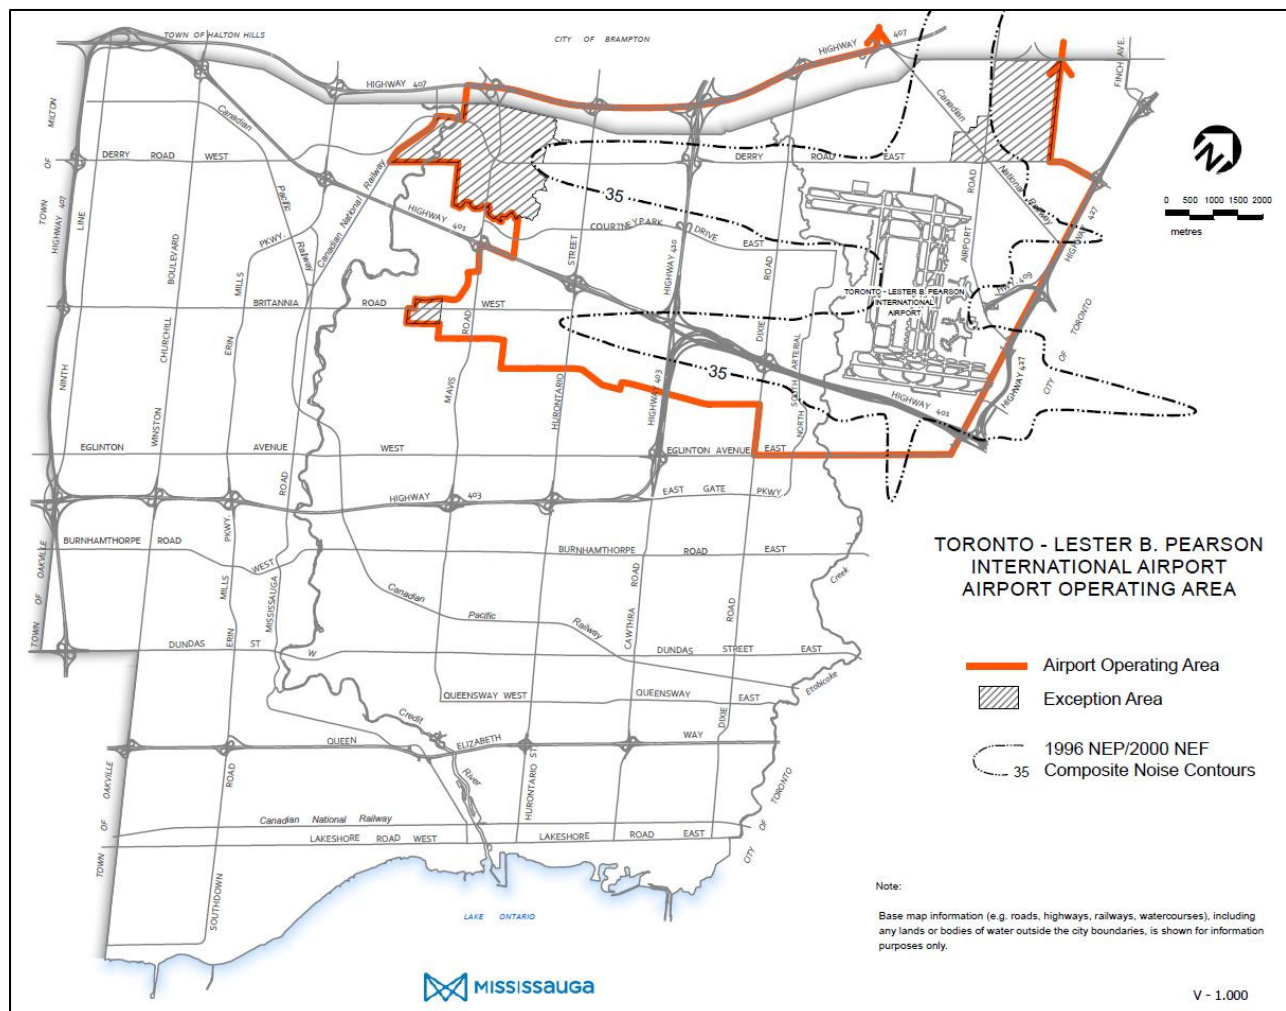 TOWN OF HALTON HILLS
CITY OF BRAMPTON
HIGHWAY 407
HIGHWAY 407
FINCH AVE.
TOWN OF MILTON
HIGHWAY 407
NINTH LINE
Canadian Pacific Railway
Canadian National Railway
Canadian National Railway
DERRY ROAD WEST
DERRY ROAD EAST
35
N
0 500 1000 1500 2000
metres
HIGHWAY 401
COURTNEYPARK DRIVE EAST
HIGHWAY 410
AIRPORT ROAD
HIGHWAY 427
HWY. 409
TORONTO - LESTER B. PEARSON
INTERNATIONAL
AIRPORT
WINSTON CHURCHILL BOULEVARD
ERIN MILLS PKWY.
BRITANNIA ROAD WEST
MAVIS ROAD
HURONTARIO STREET
DIXIE ROAD
NORTH SOUTH ARTERIAL
35
HIGHWAY 403
HIGHWAY 401
HIGHWAY 427
CITY OF TORONTO
EGLINTON AVENUE WEST
EGLINTON AVENUE EAST
HIGHWAY 403
EAST GATE PKWY.
BURNHAMTHORPE ROAD WEST
BURNHAMTHORPE ROAD EAST
TOWN OF OAKVILLE
ERIN MILLS PKWY.
MISSISSAUGA ROAD
Canadian Pacific Railway
CAWTHRA ROAD
DIXIE ROAD
Etobicoke Creek
DUNDAS ST W
DUNDAS STREET EAST
QUEENSWAY WEST
QUEENSWAY EAST
Credit River
QUEEN ELIZABETH WAY
HURONTARIO ST.
TOWN OF OAKVILLE
SOUTHDOWN ROAD
Canadian National Railway
LAKESHORE ROAD WEST
LAKESHORE ROAD EAST
CITY OF TORONTO
LAKE ONTARIO
TORONTO - LESTER B. PEARSON
INTERNATIONAL AIRPORT
AIRPORT OPERATING AREA
Airport Operating Area
Exception Area
1996 NEP/2000 NEF
35 Composite Noise Contours
Note:
Base map information (e.g. roads, highways, railways, watercourses), including
any lands or bodies of water outside the city boundaries, is shown for information
purposes only.
MISSISSAUGA
V - 1.000